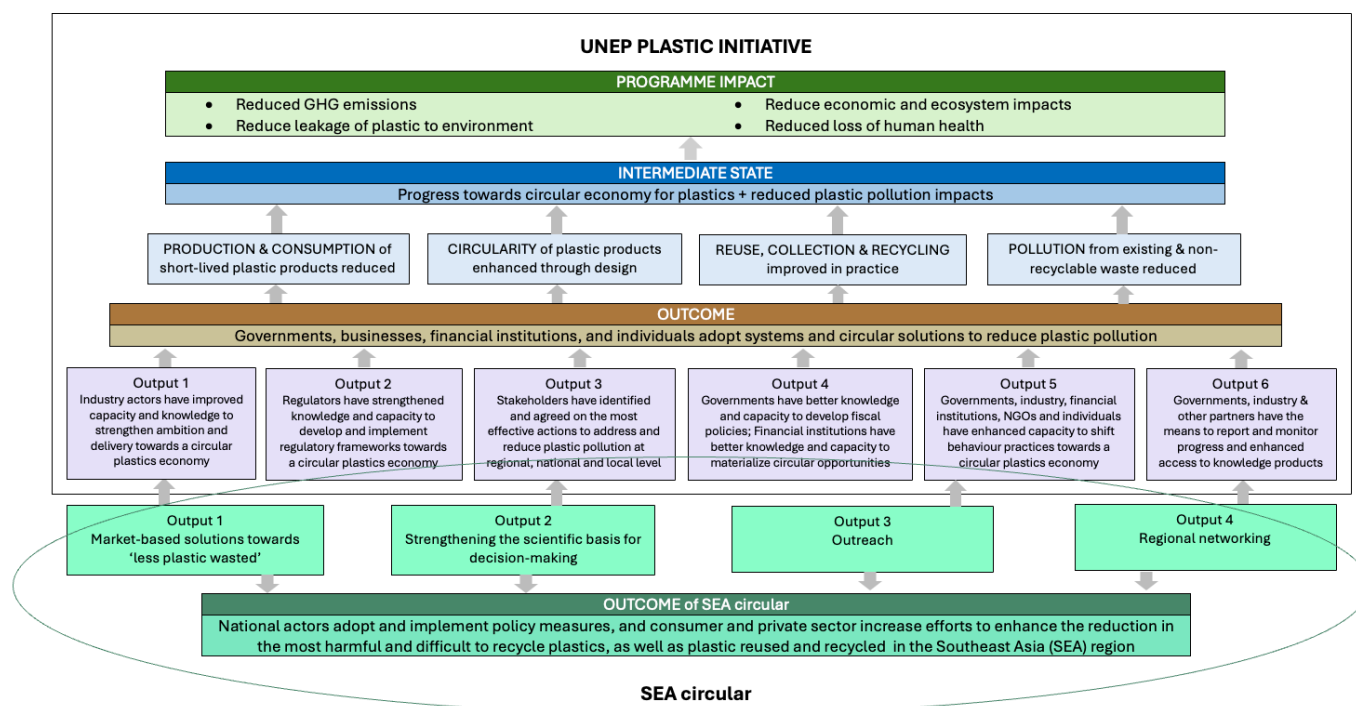 UNEP PLASTIC INITIATIVE
PROGRAMME IMPACT
• Reduced GHG emissions
• Reduce leakage of plastic to environment
• Reduce economic and ecosystem impacts
• Reduced loss of human health
INTERMEDIATE STATE
Progress towards circular economy for plastics + reduced plastic pollution impacts
PRODUCTION & CONSUMPTION of
short-lived plastic products reduced
CIRCULARITY of plastic products
enhanced through design
REUSE, COLLECTION & RECYCLING
improved in practice
POLLUTION from existing & non-
recyclable waste reduced
OUTCOME
Governments, businesses, financial institutions, and individuals adopt systems and circular solutions to reduce plastic pollution
Output 1
Industry actors have improved
capacity and knowledge to
strengthen ambition and
delivery towards a circular
plastics economy
Output 2
Regulators have strengthened
knowledge and capacity to
develop and implement
regulatory frameworks towards
a circular plastics economy
Output 3
Stakeholders have identified
and agreed on the most
effective actions to address and
reduce plastic pollution at
regional, national and local level
Output 4
Governments have better knowledge
and capacity to develop fiscal
policies; Financial institutions have
better knowledge and capacity to
materialize circular opportunities
Output 5
Governments, industry, financial
institutions, NGOs and individuals
have enhanced capacity to shift
behaviour practices towards a
circular plastics economy
Output 6
Governments, industry &
other partners have the
means to report and monitor
progress and enhanced
access to knowledge products
Output 1
Market-based solutions towards
‘less plastic wasted’
Output 2
Strengthening the scientific basis for
decision-making
Output 3
Outreach
Output 4
Regional networking
OUTCOME of SEA circular
National actors adopt and implement policy measures, and consumer and private sector increase efforts to enhance the reduction in
the most harmful and difficult to recycle plastics, as well as plastic reused and recycled in the Southeast Asia (SEA) region
SEA circular